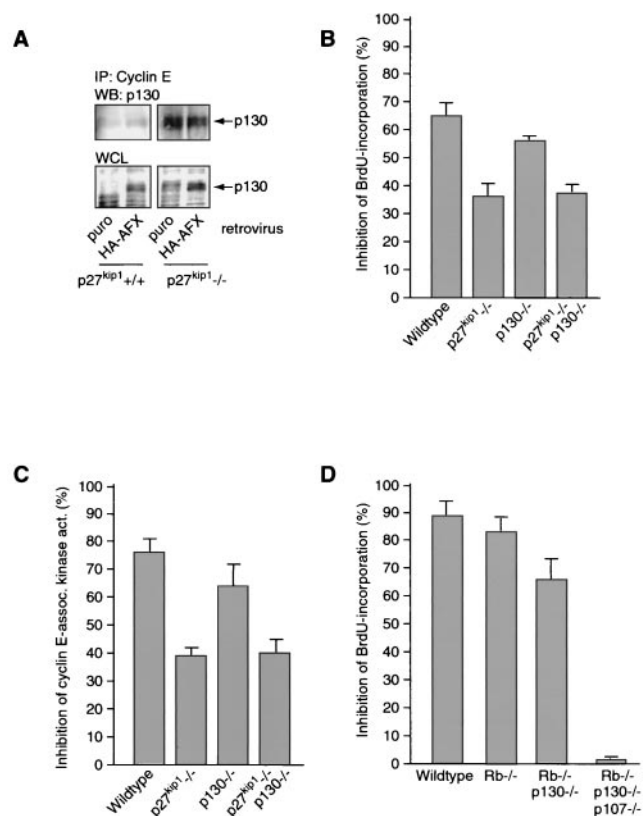 A
IP: Cyclin E
WB: p130
p130
WCL
p130
puro
HA-AFX
puro
HA-AFX
retrovirus
p27kip1+/+
p27kip1-/-
B
Inhibition of BrdU-incorporation (%)
100
90
80
70
60
50
40
30
20
10
0
Wildtype
p27kip1-/-
p130-/-
p27kip1-/-
p130-/-
C
Inhibition of cyclin E-assoc. kinase act. (%)
100
90
80
70
60
50
40
30
20
10
0
Wildtype
p27kip1-/-
p130-/-
p27kip1-/-
p130-/-
D
Inhibition of BrdU-incorporation (%)
100
90
80
70
60
50
40
30
20
10
0
Wildtype
Rb-/-
Rb-/-
p130-/-
Rb-/-
p130-/-
p107-/-